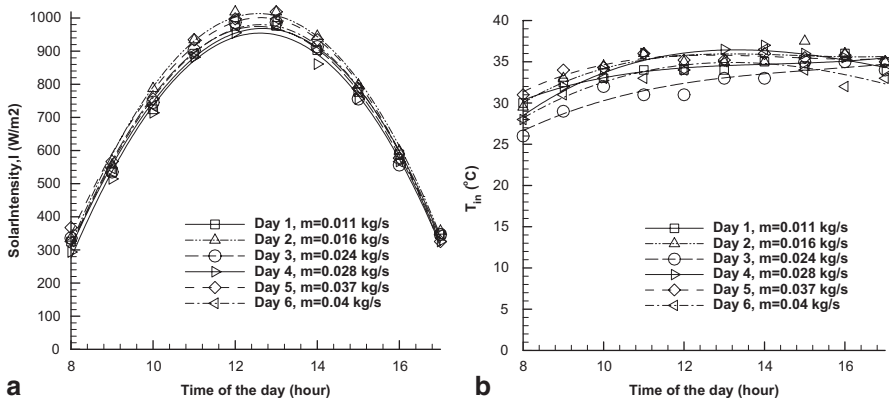 1000
900
800
700
600
500
400
300
200
100
0
SolarIntensity,I (W/m2)
Day 1, m=0.011 kg/s
Day 2, m=0.016 kg/s
Day 3, m=0.024 kg/s
Day 4, m=0.028 kg/s
Day 5, m=0.037 kg/s
Day 6, m=0.04 kg/s
8 10 12 14 16
Time of the day (hour)
a
40
35
30
25
20
15
10
5
0
T_in (°C)
Day 1, m=0.011 kg/s
Day 2, m=0.016 kg/s
Day 3, m=0.024 kg/s
Day 4, m=0.028 kg/s
Day 5, m=0.037 kg/s
Day 6, m=0.04 kg/s
8 10 12 14 16
Time of the day (hour)
b